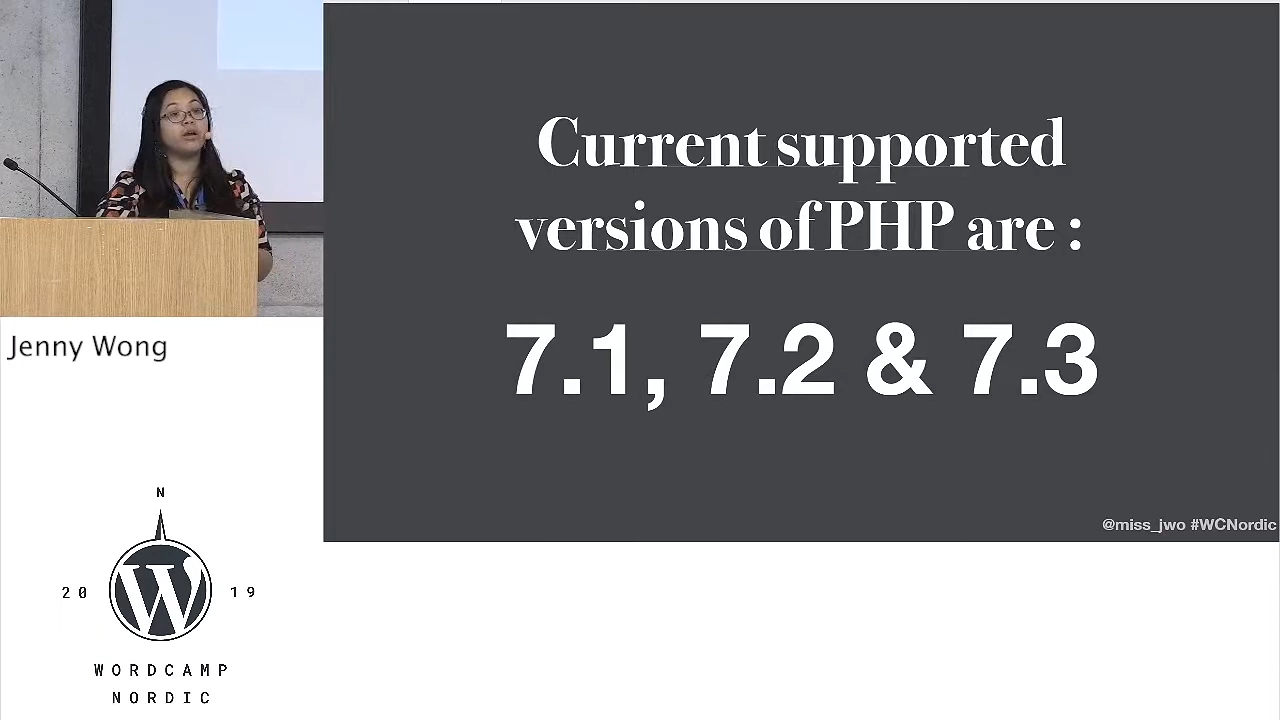 Current supported
versions of PHP are :
7.1, 7.2 & 7.3
@miss_jwo #WCNordic
Jenny Wong
N
20 19
WORDCAMP
NORDIC